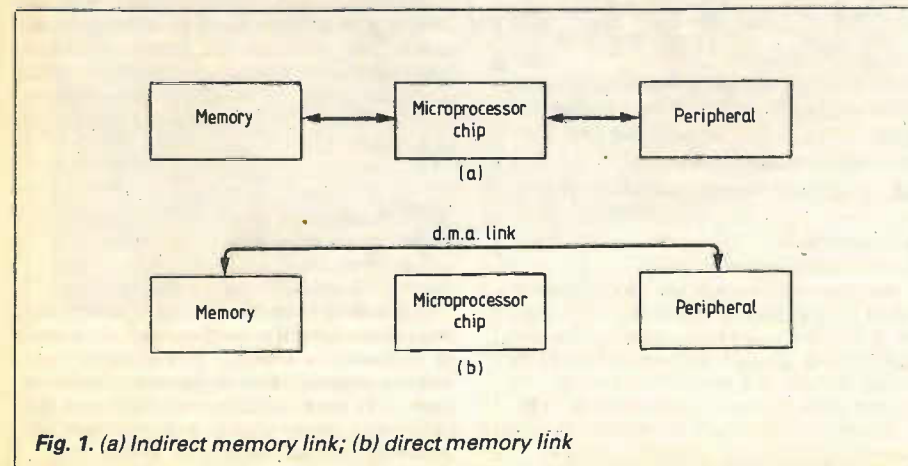 Memory
Microprocessor
chip
Peripheral
(a)
d.m.a. link
Memory
Microprocessor
chip
Peripheral
(b)
Fig. 1. (a) Indirect memory link; (b) direct memory link